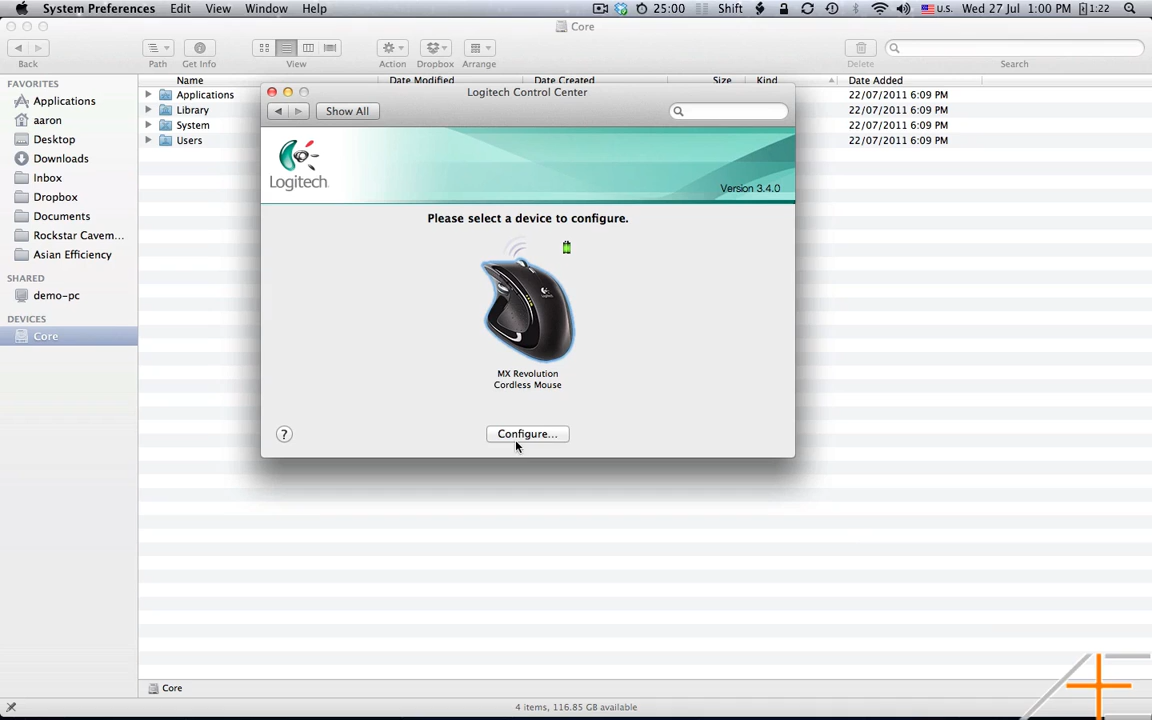 System Preferences Edit View Window Help 25:00 Shift U.S. Wed 27 Jul 1:00 PM 1:22
Core
Back Path Get Info View Action Dropbox Arrange Delete Search
FAVORITES
Applications
aaron
Desktop
Downloads
Inbox
Dropbox
Documents
Rockstar Cavem...
Asian Efficiency
SHARED
demo-pc
DEVICES
Core
Name Date Modified Date Created Size Kind Date Added
Applications 22/07/2011 6:09 PM
Library 22/07/2011 6:09 PM
System 22/07/2011 6:09 PM
Users 22/07/2011 6:09 PM
Logitech Control Center
Show All
Logitech
Version 3.4.0
Please select a device to configure.
MX Revolution
Cordless Mouse
?
Configure...
Core
4 items, 116.85 GB available